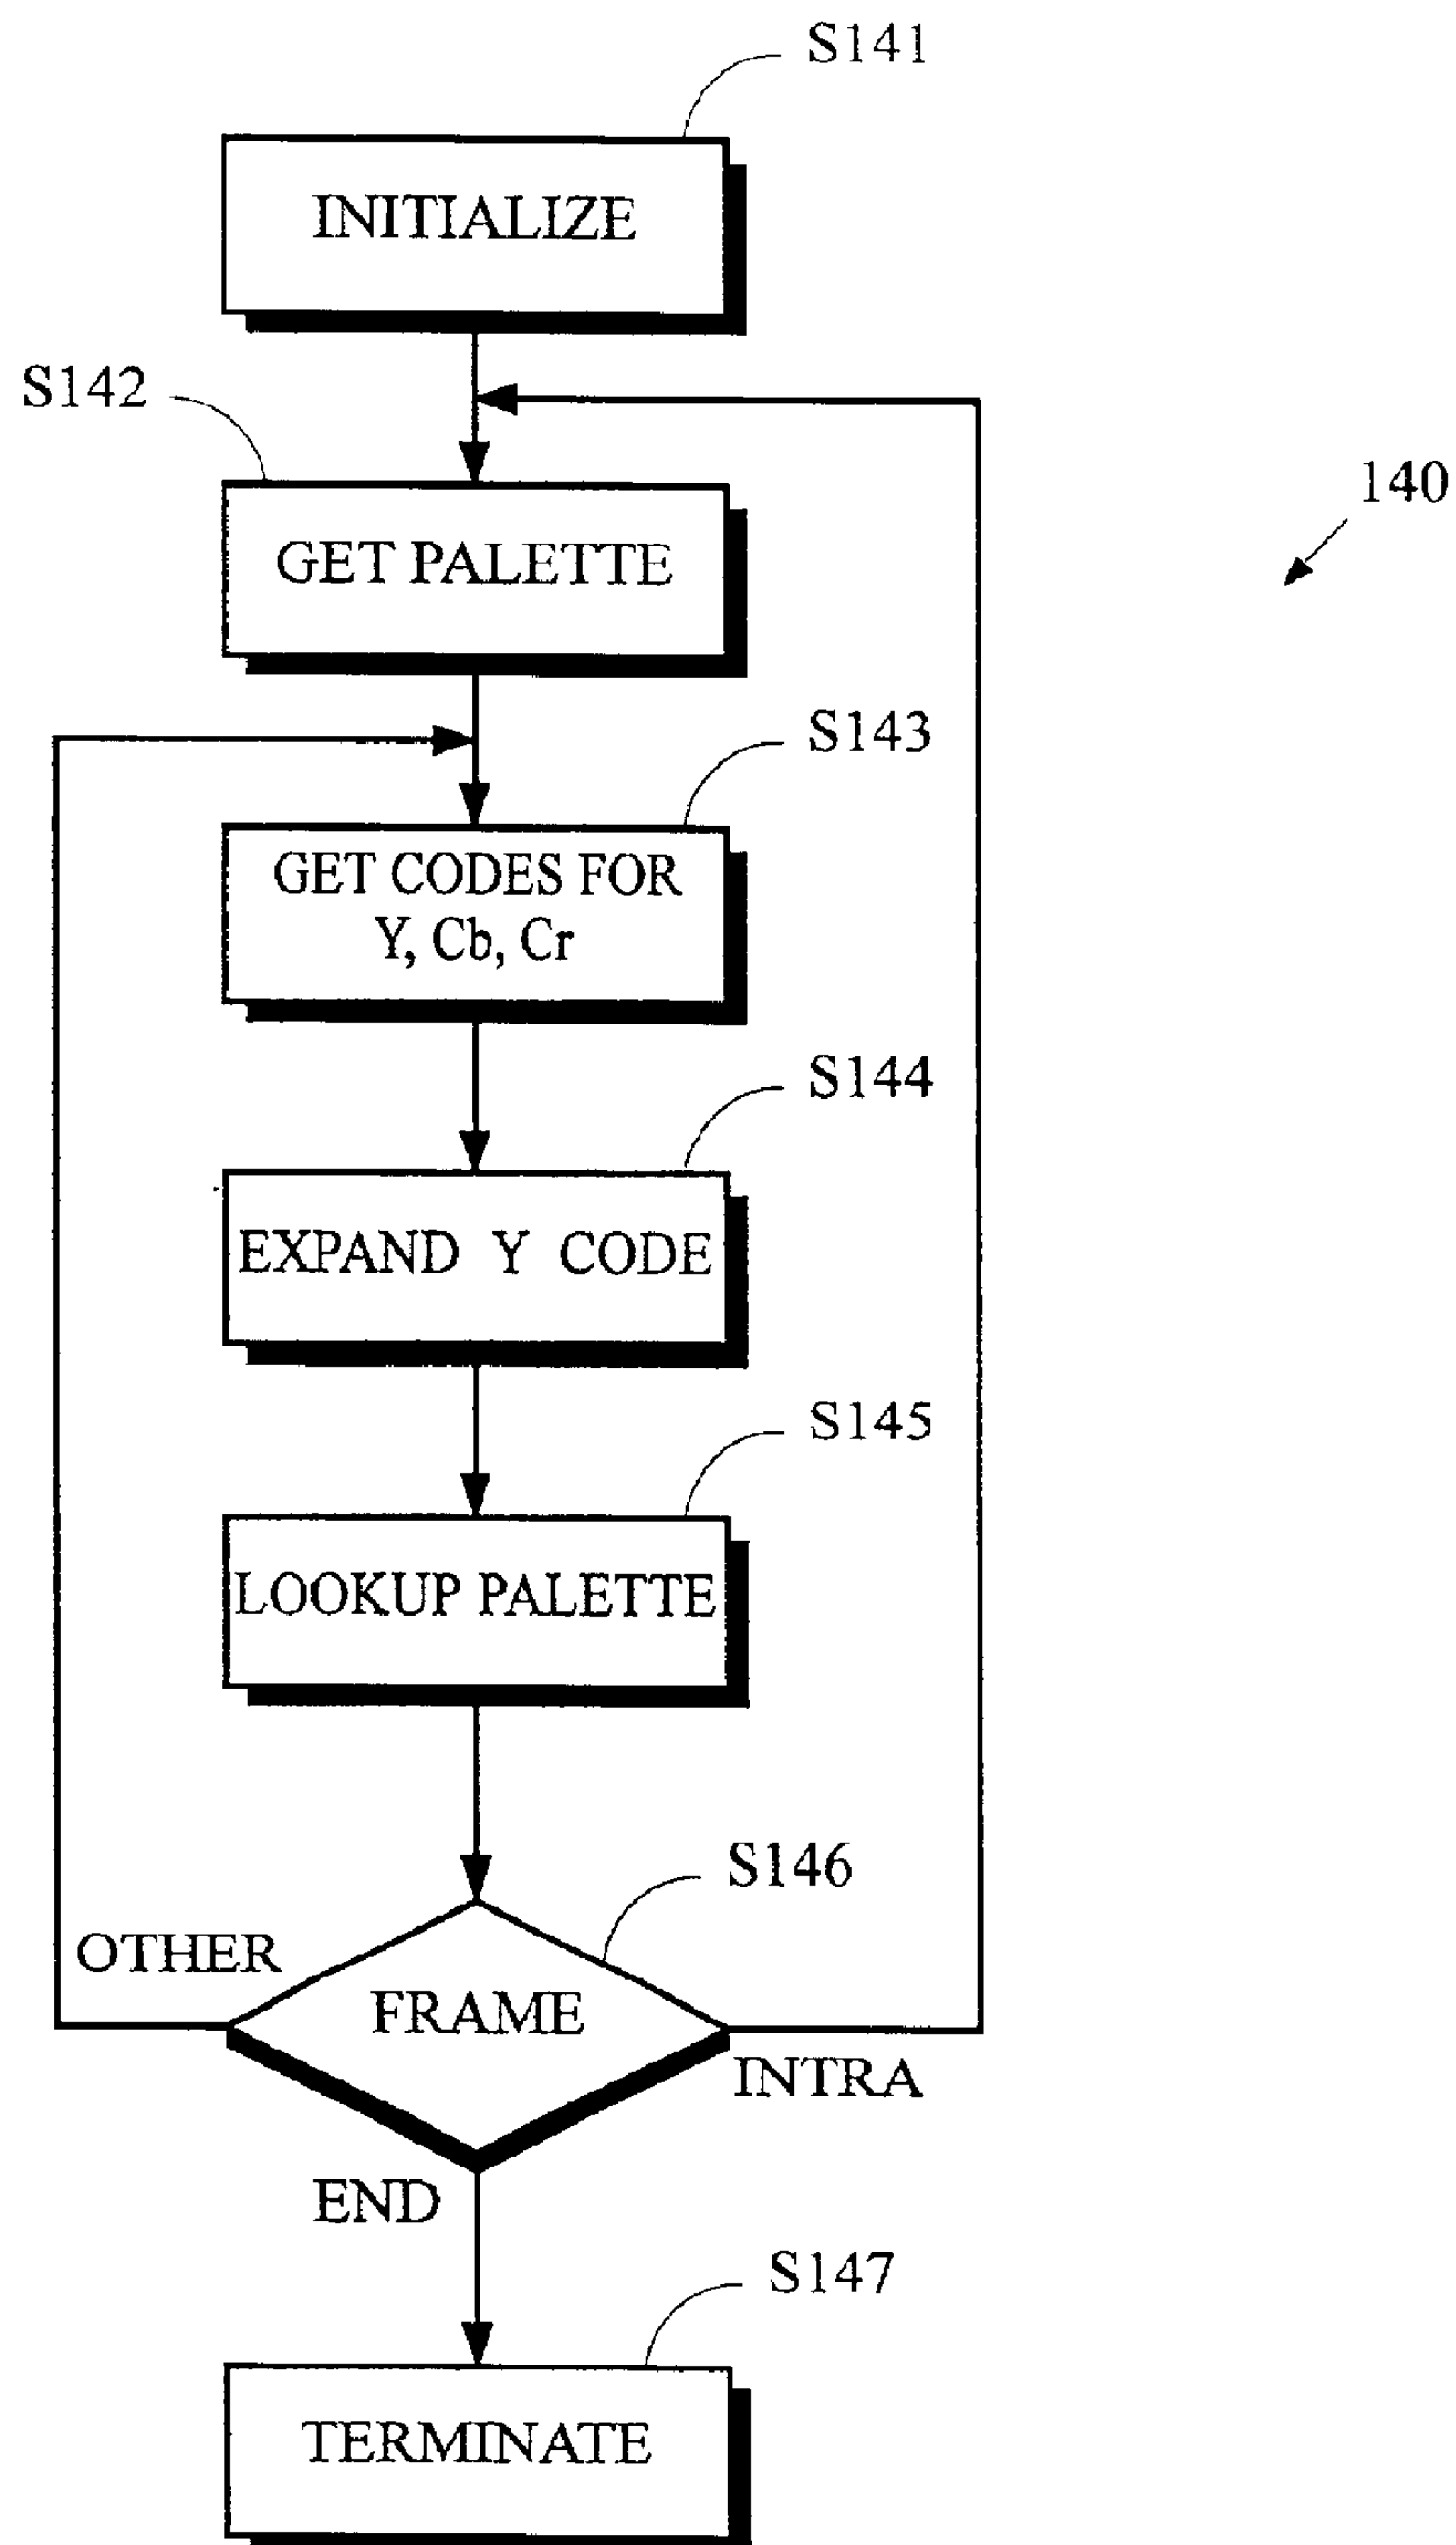 S141
INITIALIZE
S142
140
GET PALETTE
S143
GET CODES FOR
Y, Cb, Cr
S144
EXPAND Y CODE
S145
LOOKUP PALETTE
S146
OTHER
FRAME
INTRA
END
S147
TERMINATE